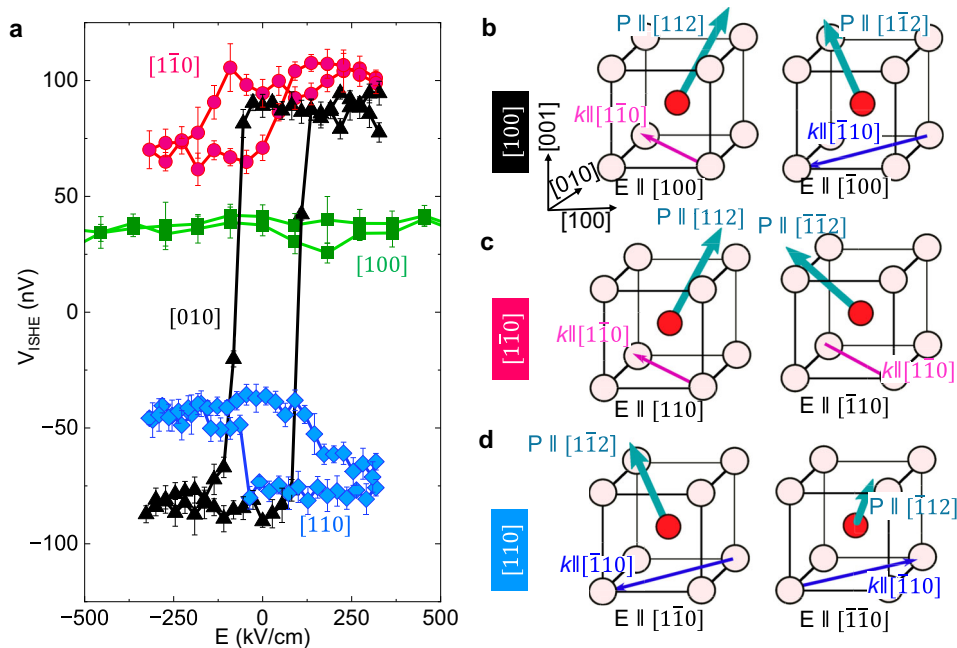 a
V_ISHE (nV)
100
50
0
−50
−100
[11̄0]
[100]
[010]
[110]
−500
−250
0
250
500
E (kV/cm)
b
[100]
P ∥ [112]
k∥[11̄0]
E ∥ [100]
[001]
[010]
[100]
P ∥ [11̄2]
k∥[1̄10]
E ∥ [1̄00]
c
[11̄0]
P ∥ [112]
k∥[11̄0]
E ∥ [110]
P ∥ [1̄1̄2]
k∥[11̄0]
E ∥ [1̄10]
d
[110]
P ∥ [11̄2]
k∥[1̄10]
E ∥ [11̄0]
P ∥ [1̄12]
k∥[1̄10]
E ∥ [1̄1̄0]